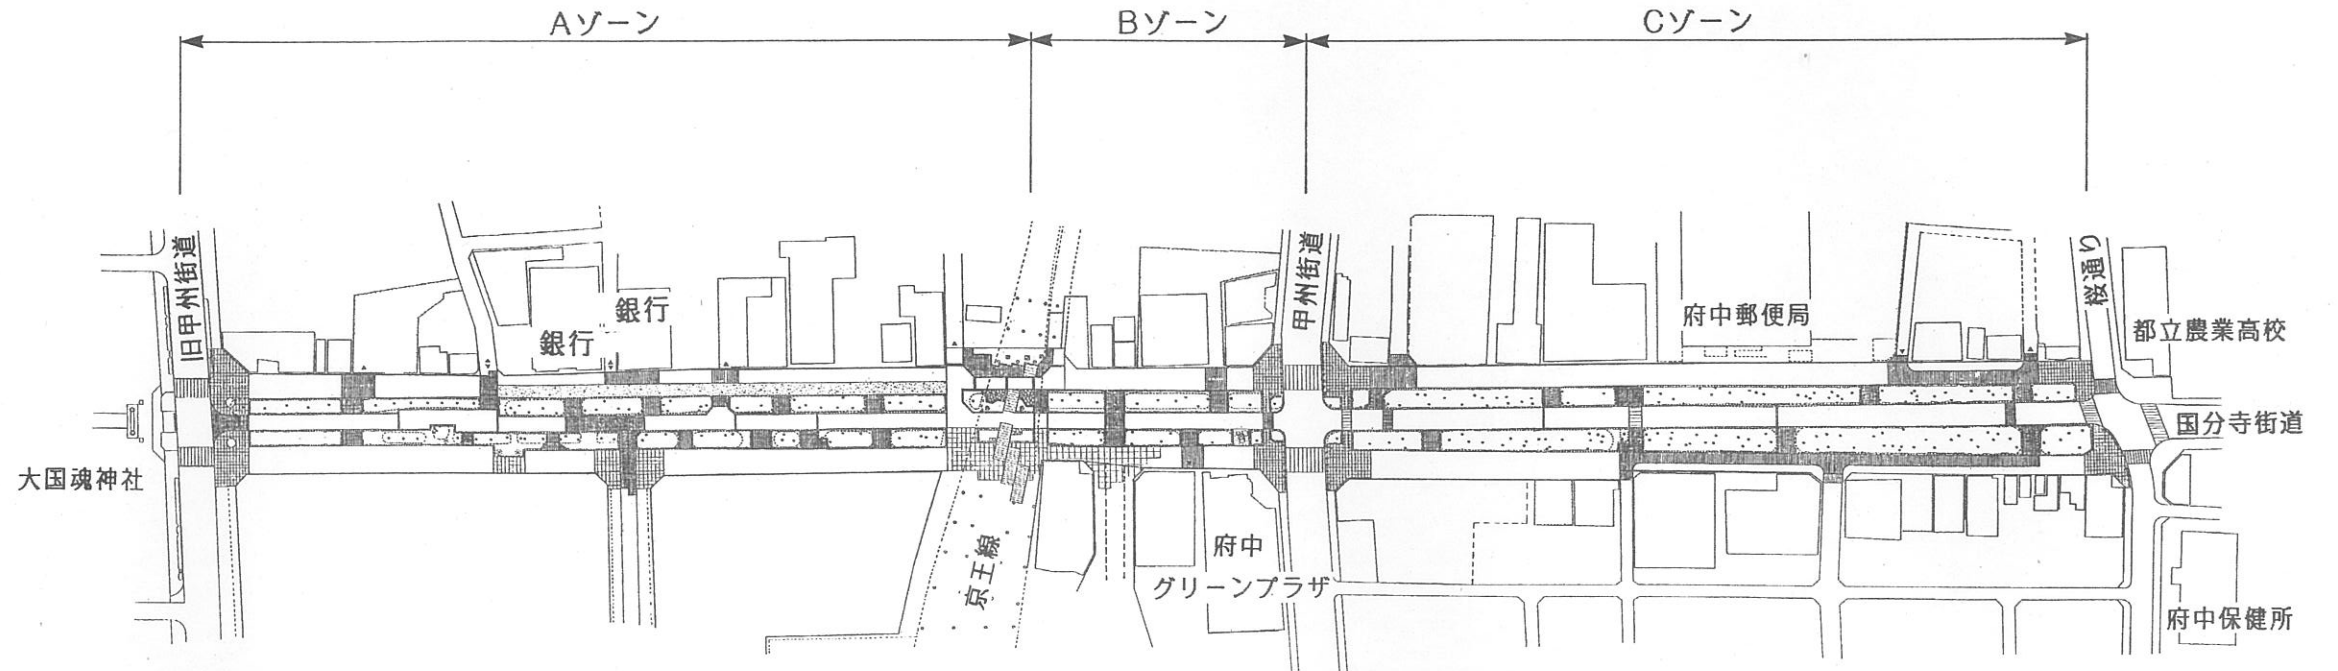 Aゾーン
Bゾーン
Cゾーン
旧甲州街道
銀行
銀行
甲州街道
府中郵便局
桜通り
都立農業高校
国分寺街道
大国魂神社
京王線
府中
グリーンプラザ
府中保健所